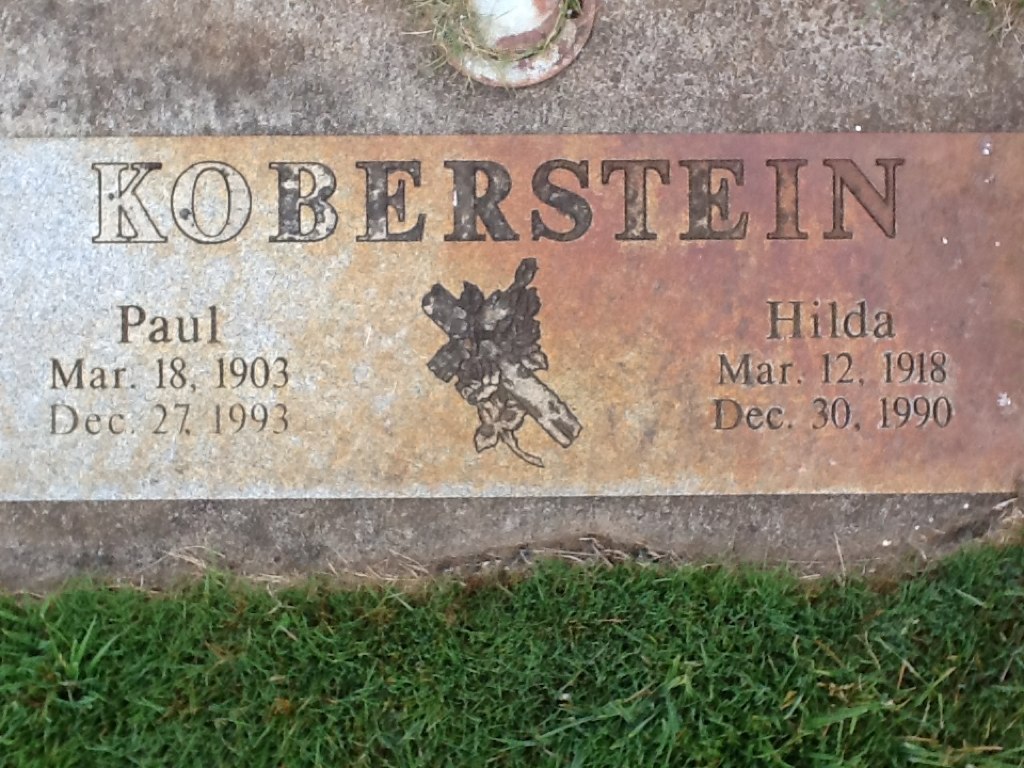 KOBERSTEIN
Paul
Mar. 18, 1903
Dec. 27, 1993
Hilda
Mar. 12, 1918
Dec. 30, 1990